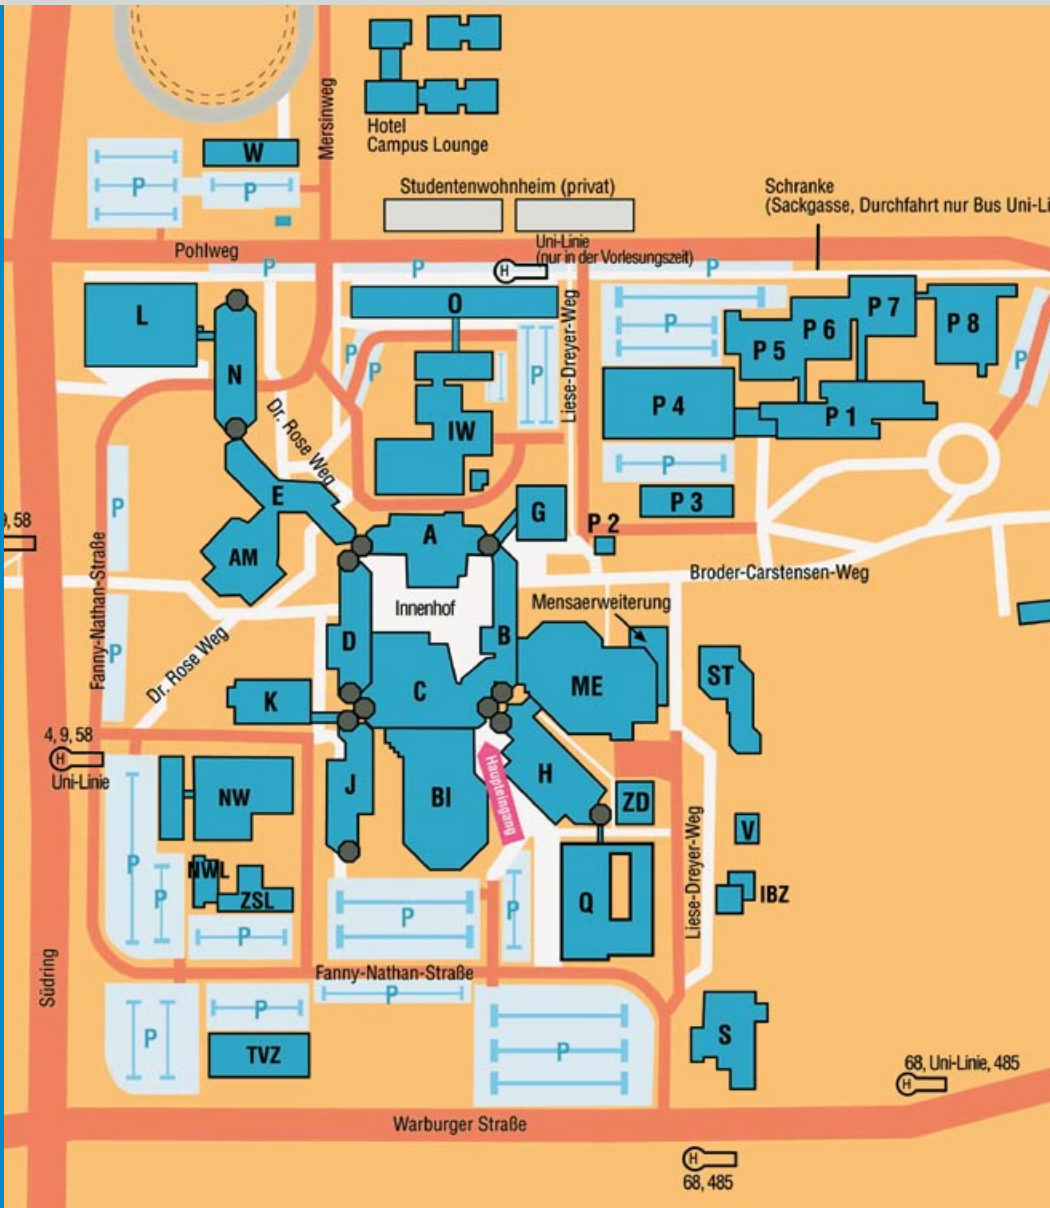 Mersinweg
Hotel
Campus Lounge
W
P
P
Studentenwohnheim (privat)
Schranke
(Sackgasse, Durchfahrt nur Bus Uni-Li
Pohlweg
Uni-Linie
(nur in der Vorlesungszeit)
P
P
P
H
L
O
P 7
P 6
P 8
P 5
P
P
P
P
P
P
N
Liese-Dreyer-Weg
P 4
P 1
Dr. Rose Weg
IW
P
E
P 3
P
G
P 2
9, 58
A
AM
Broder-Carstensen-Weg
Fanny-Nathan-Straße
Innenhof
Mensaerweiterung
D
B
P
Dr. Rose Weg
ST
K
C
ME
4, 9, 58
H
Uni-Linie
Haupteingang
NW
J
BI
H
ZD
V
Liese-Dreyer-Weg
P
NWL
ZSL
P
IBZ
P
P
P
Q
Südring
Fanny-Nathan-Straße
P
P
P
P
S
TVZ
68, Uni-Linie, 485
H
Warburger Straße
H
68, 485